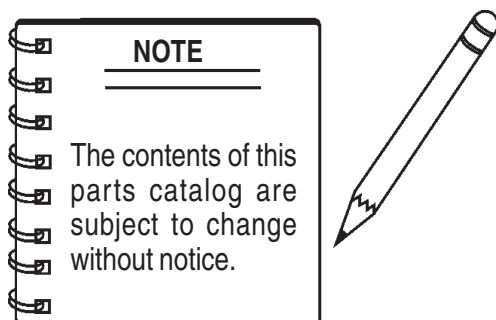 NOTE
The contents of this
parts catalog are
subject to change
without notice.